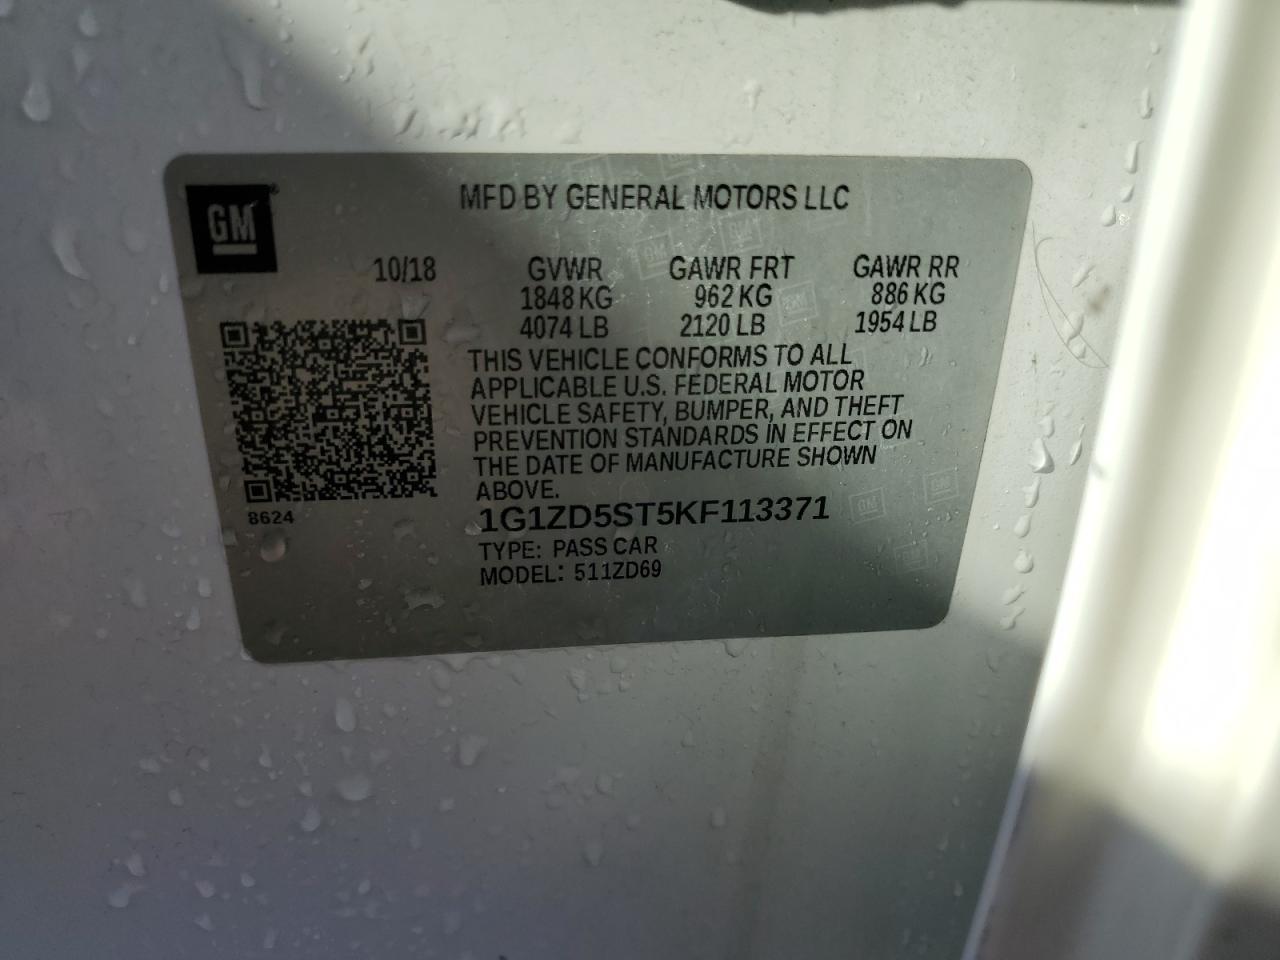 MFD BY GENERAL MOTORS LLC
GM®
10/18 GVWR GAWR FRT GAWR RR
1848 KG 962 KG 886 KG
4074 LB 2120 LB 1954 LB
THIS VEHICLE CONFORMS TO ALL
APPLICABLE U.S. FEDERAL MOTOR
VEHICLE SAFETY, BUMPER, AND THEFT
PREVENTION STANDARDS IN EFFECT ON
THE DATE OF MANUFACTURE SHOWN
ABOVE.
8624
1G1ZD5ST5KF113371
TYPE: PASS CAR
MODEL: 511ZD69